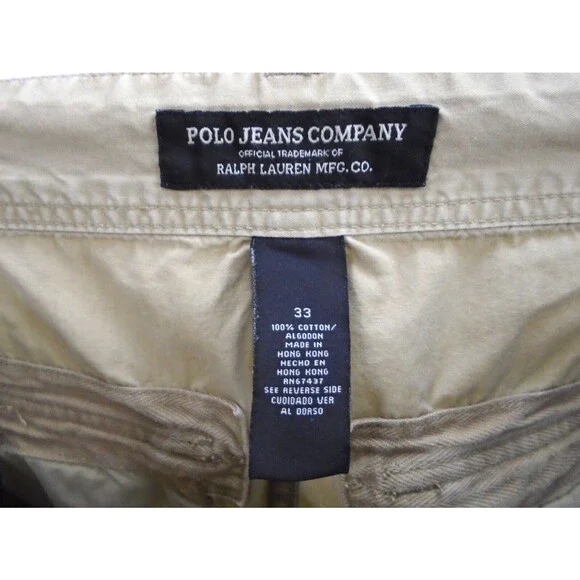 POLO JEANS COMPANY
OFFICIAL TRADEMARK OF
RALPH LAUREN MFG. CO.
33
100% COTTON/
ALGODON
MADE IN
HONG KONG
HECHO EN
HONG KONG
RN67437
SEE REVERSE SIDE
CUIDADO VER
AL DORSO